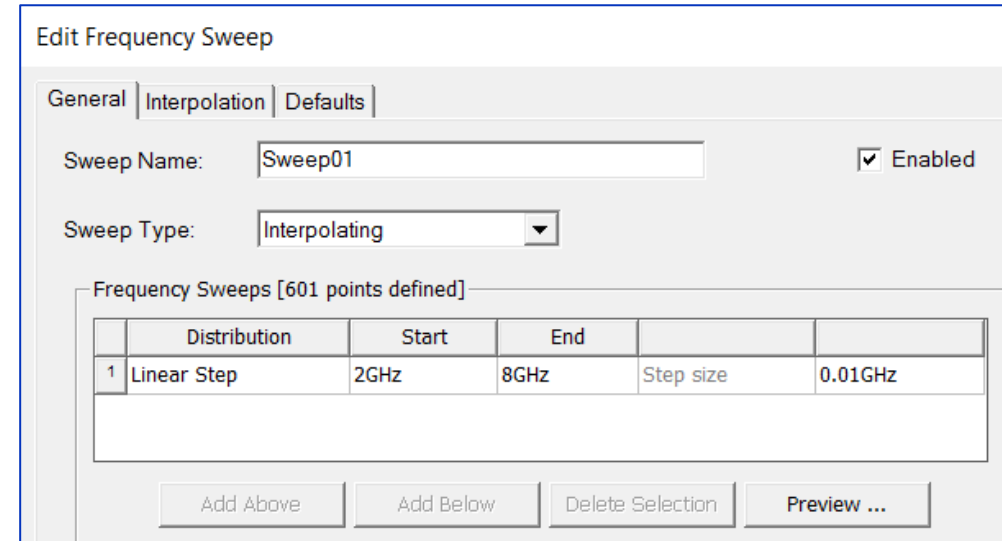 Edit Frequency Sweep
General Interpolation Defaults
Sweep Name: Sweep01 Enabled
Sweep Type: Interpolating
Frequency Sweeps [601 points defined]
Distribution Start End
1 Linear Step 2GHz 8GHz Step size 0.01GHz
Add Above Add Below Delete Selection Preview ...